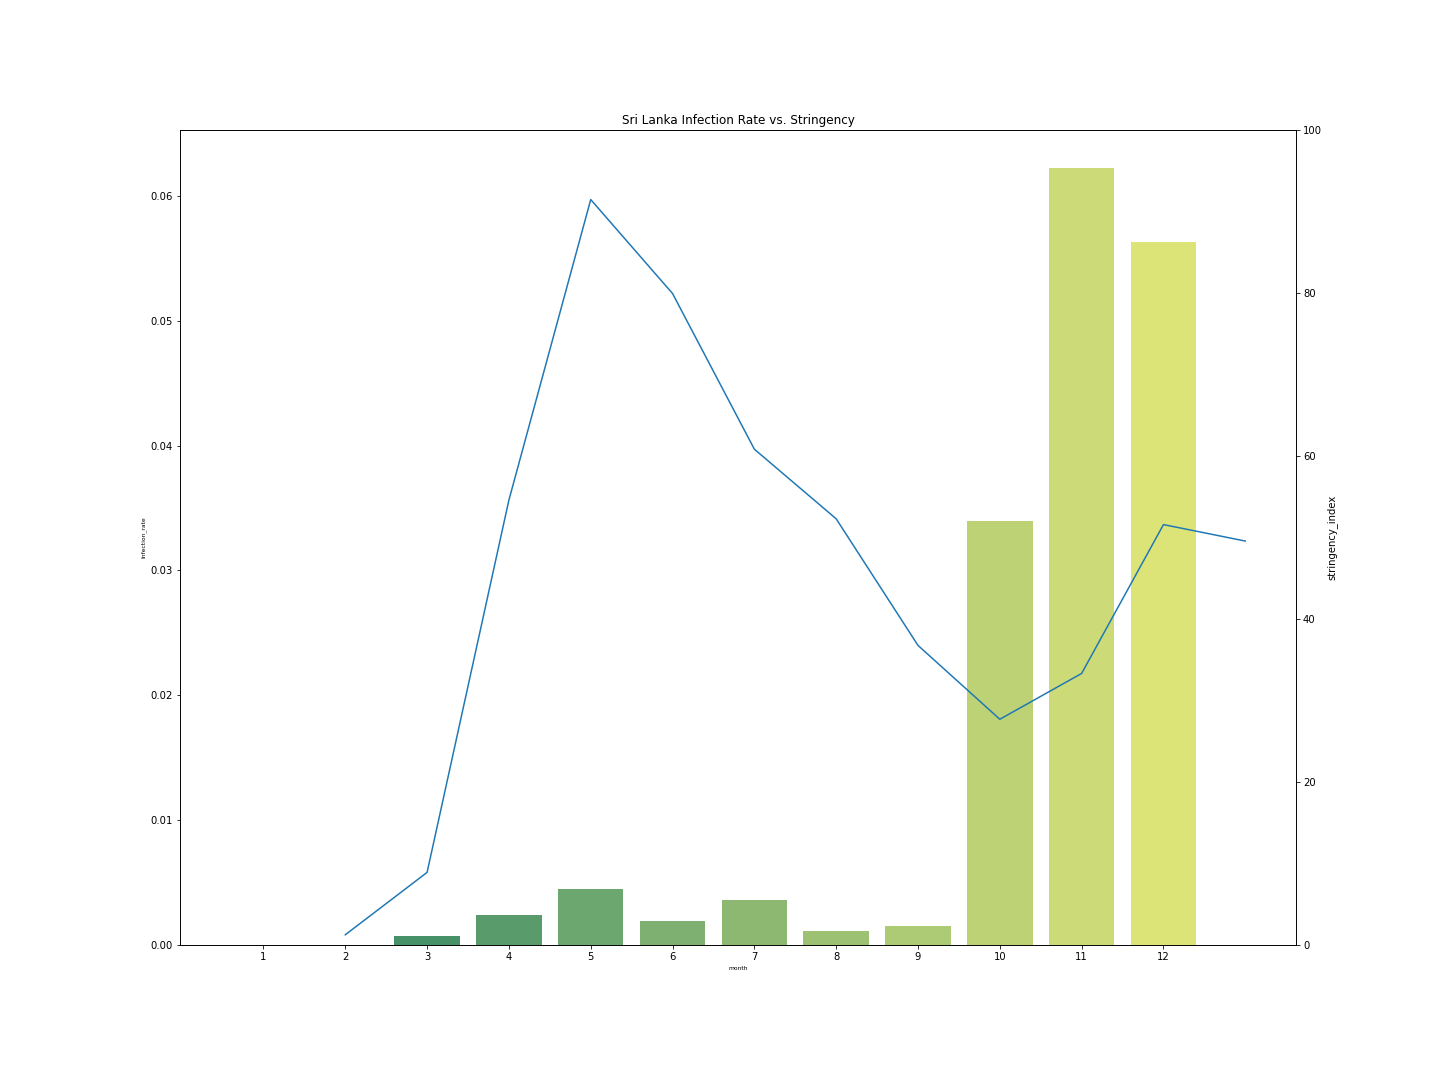 Sri Lanka Infection Rate vs. Stringency
0.06
0.05
0.04
0.03
0.02
0.01
0.00
Infection_rate
1 2 3 4 5 6 7 8 9 10 11 12
month
100
80
60
40
20
0
stringency_index